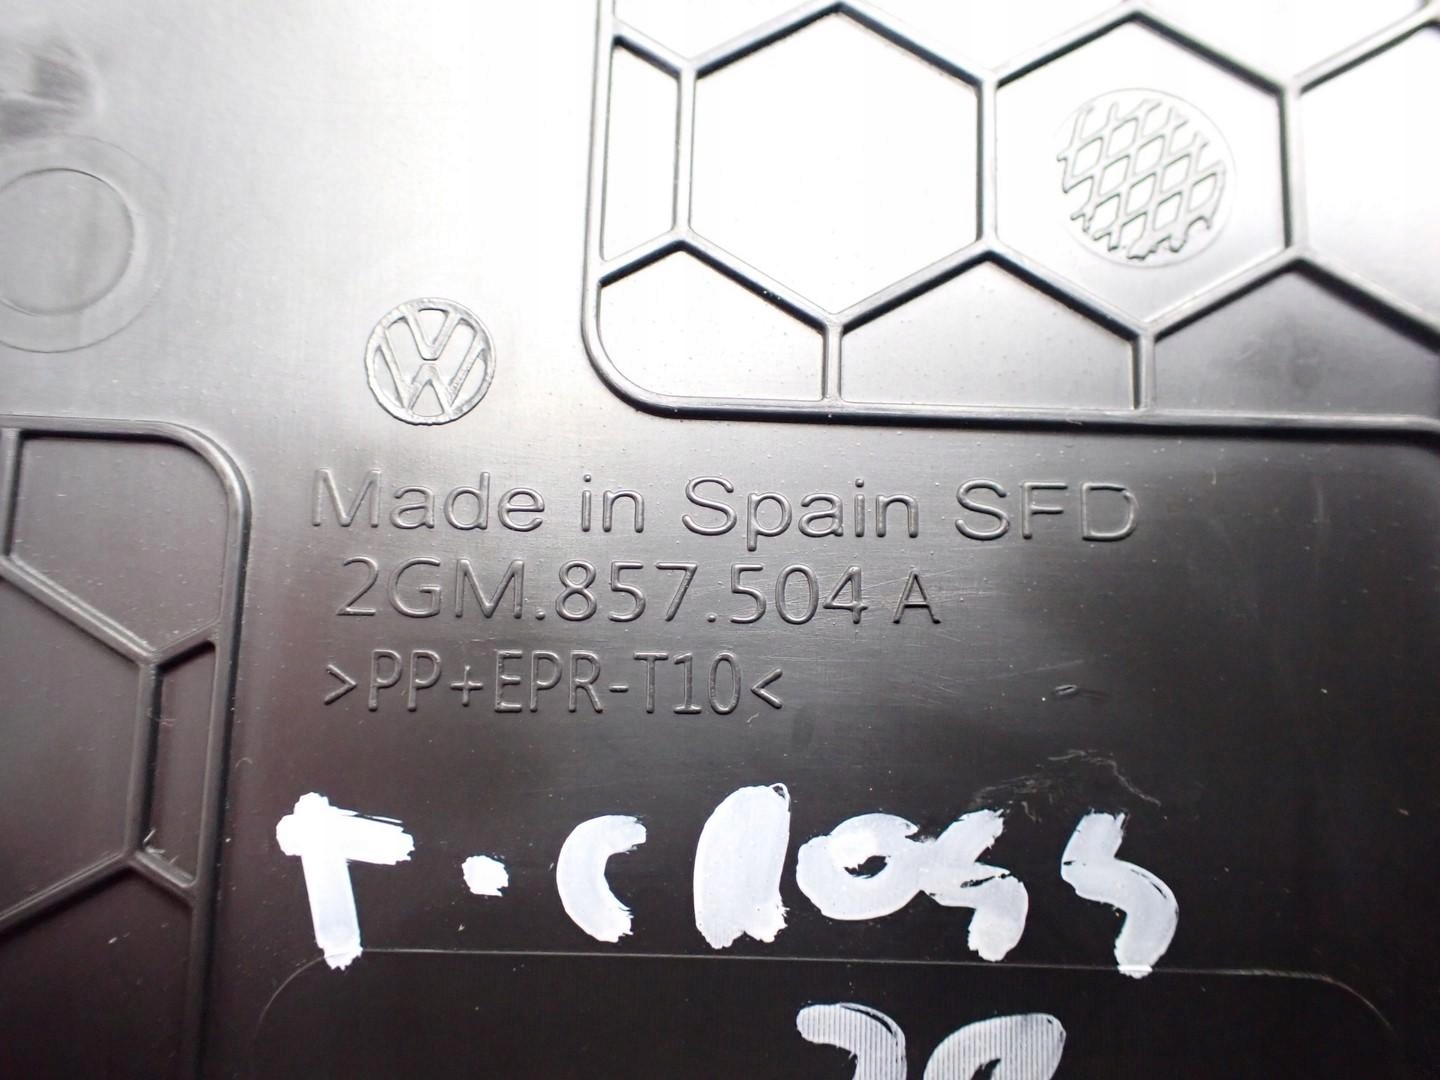 Made in Spain SFD
2GM.857.504 A
>PP+EPR-T10<
T-Cross